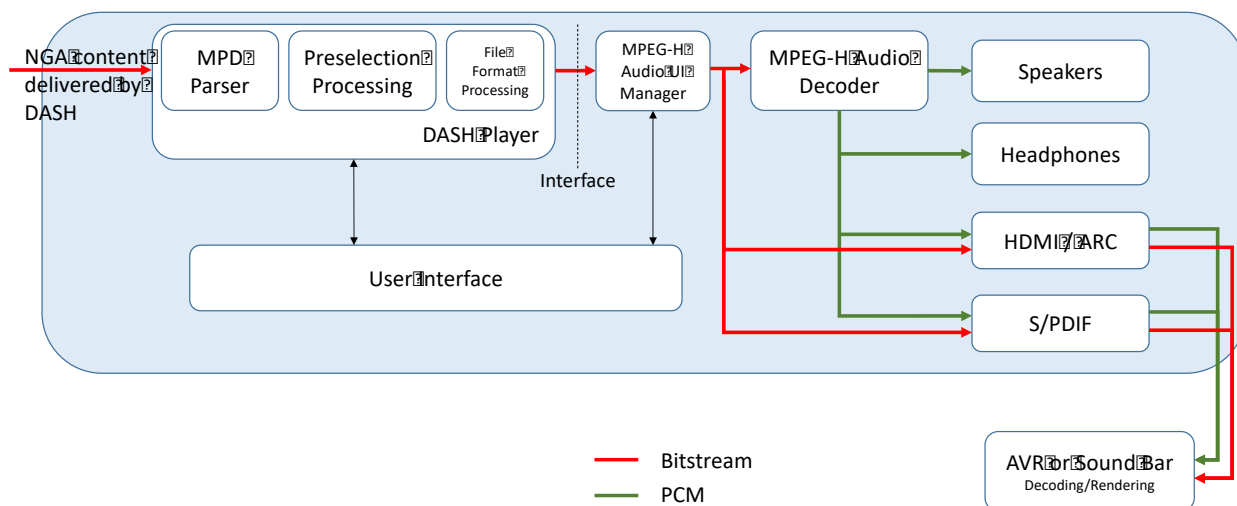 NGA content
delivered by
DASH
MPD
Parser
Preselection
Processing
File
Format
Processing
DASH Player
Interface
MPEG-H
Audio UI
Manager
MPEG-H Audio
Decoder
Speakers
Headphones
HDMI / ARC
S/PDIF
User Interface
Bitstream
PCM
AVR or Sound Bar
Decoding/Rendering